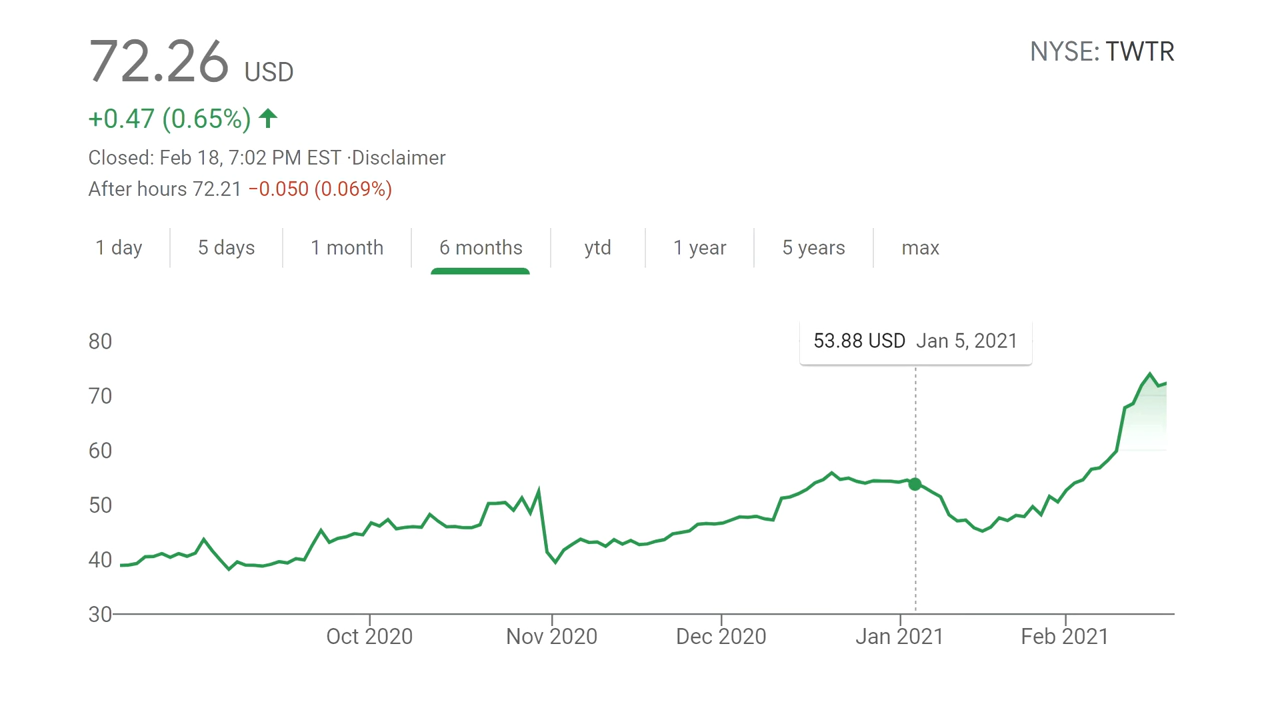 72.26 USD
NYSE: TWTR
+0.47 (0.65%)
Closed: Feb 18, 7:02 PM EST ·Disclaimer
After hours 72.21 −0.050 (0.069%)
1 day 5 days 1 month 6 months ytd 1 year 5 years max
53.88 USD Jan 5, 2021
80
70
60
50
40
30
Oct 2020 Nov 2020 Dec 2020 Jan 2021 Feb 2021